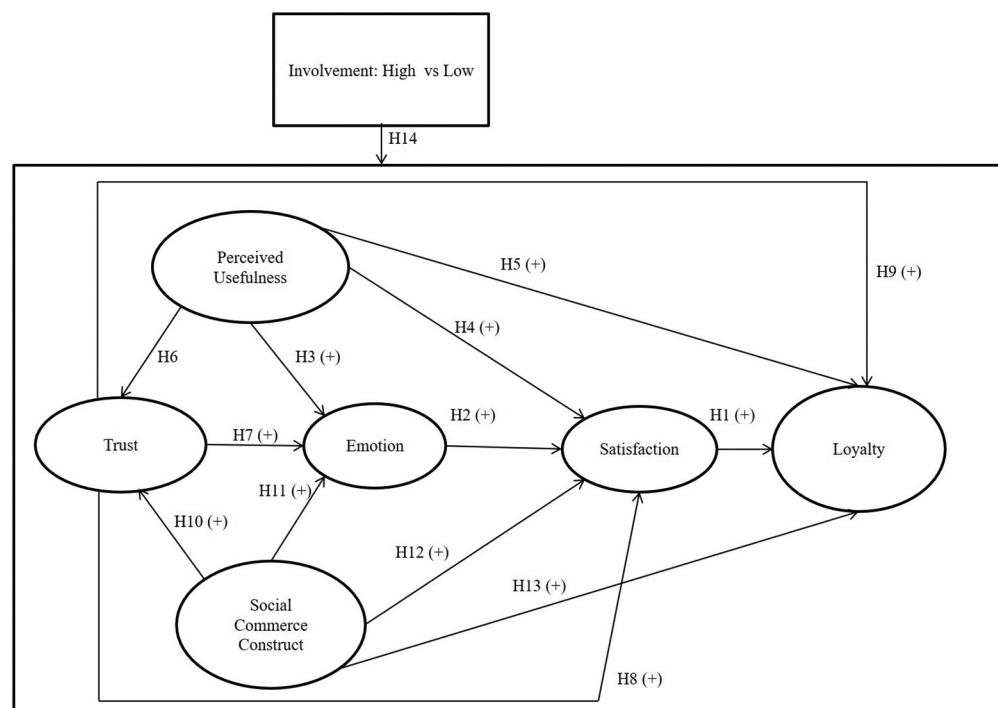 Involvement: High vs Low
H14
Perceived
Usefulness
H5 (+)
H9 (+)
H4 (+)
H6
H3 (+)
Trust
H7 (+)
Emotion
H2 (+)
Satisfaction
H1 (+)
Loyalty
H11 (+)
H10 (+)
H12 (+)
H13 (+)
Social
Commerce
Construct
H8 (+)